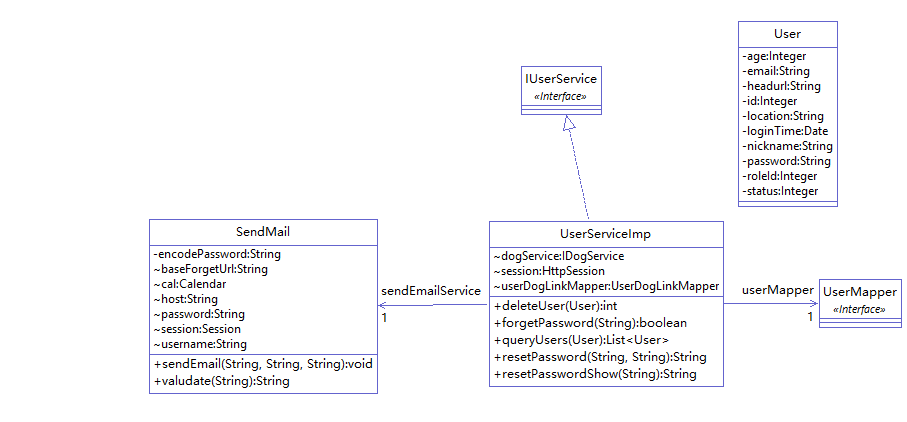 User
-age:Integer
-email:String
-headurl:String
-id:Integer
-location:String
-loginTime:Date
-nickname:String
-password:String
-roleId:Integer
-status:Integer
IUserService
«Interface»
SendMail
-encodePassword:String
~baseForgetUrl:String
~cal:Calendar
~host:String
~password:String
~session:Session
~username:String
+sendEmail(String, String, String):void
+valudate(String):String
sendEmailService
1
UserServiceImp
~dogService:IDogService
~session:HttpSession
~userDogLinkMapper:UserDogLinkMapper
+deleteUser(User):int
+forgetPassword(String):boolean
+queryUsers(User):List<User>
+resetPassword(String, String):String
+resetPasswordShow(String):String
userMapper
1
UserMapper
«Interface»